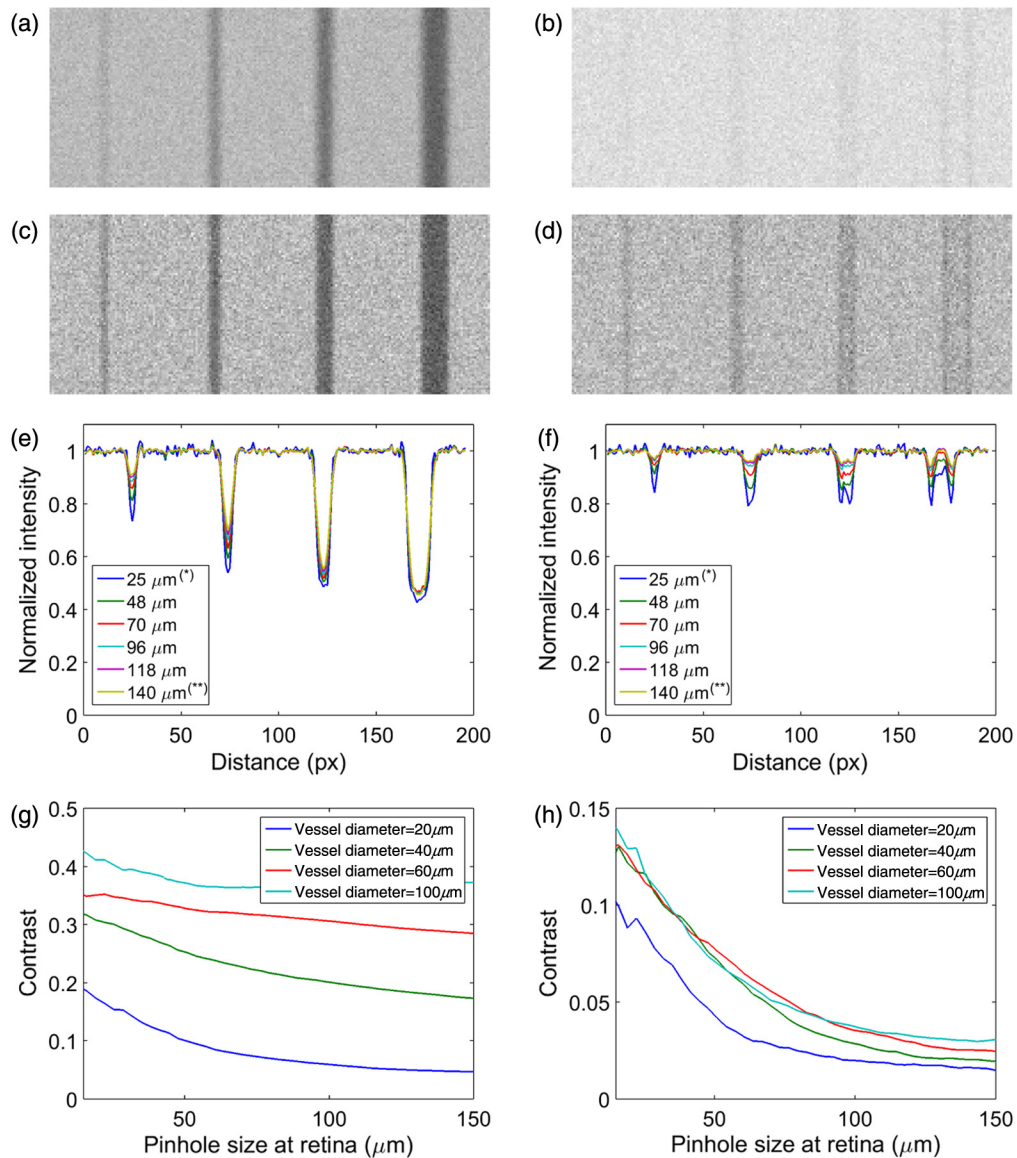 (a)
(b)
(c)
(d)
(e)
Normalized intensity
1
0.8
0.6
0.4
0.2
0
25 μm(*)
48 μm
70 μm
96 μm
118 μm
140 μm(**)
0 50 100 150 200
Distance (px)
(f)
Normalized intensity
1
0.8
0.6
0.4
0.2
0
25 μm(*)
48 μm
70 μm
96 μm
118 μm
140 μm(**)
0 50 100 150 200
Distance (px)
(g)
Contrast
0.5
0.4
0.3
0.2
0.1
0
Vessel diameter=20μm
Vessel diameter=40μm
Vessel diameter=60μm
Vessel diameter=100μm
50 100 150
Pinhole size at retina (μm)
(h)
Contrast
0.15
0.1
0.05
0
Vessel diameter=20μm
Vessel diameter=40μm
Vessel diameter=60μm
Vessel diameter=100μm
50 100 150
Pinhole size at retina (μm)